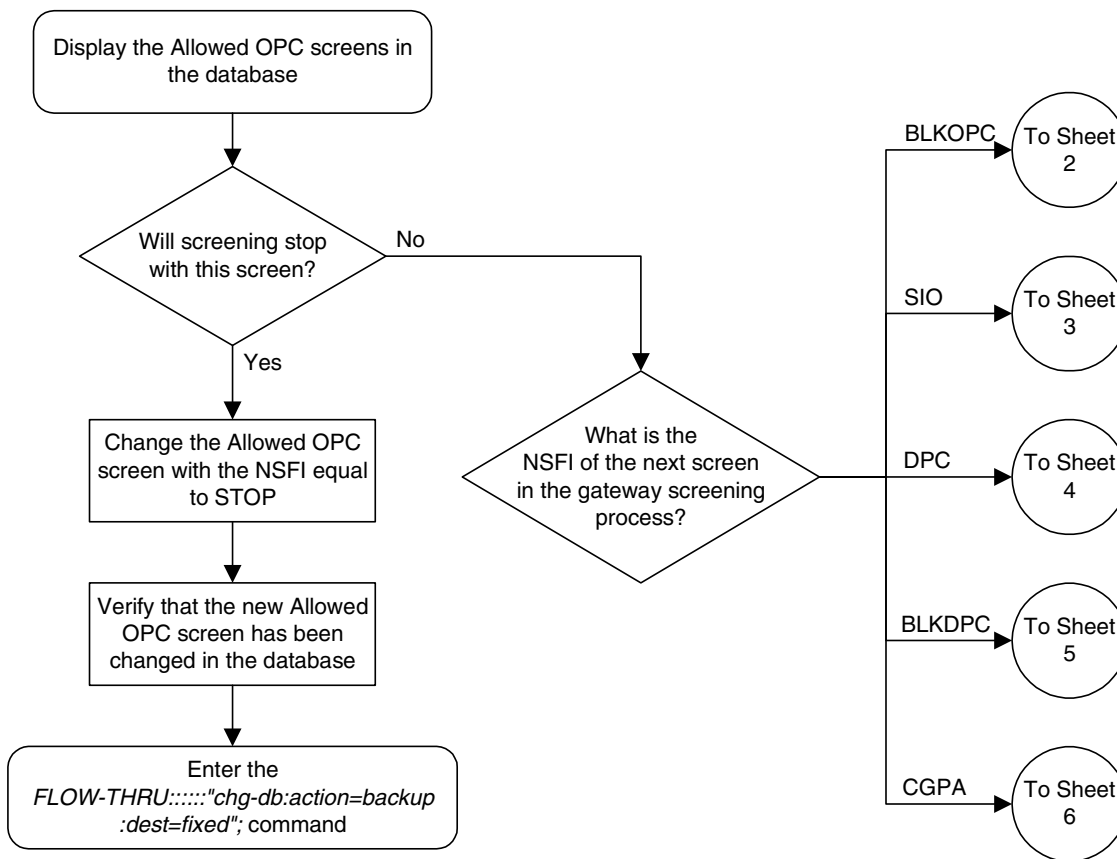 Display the Allowed OPC screens in
the database
Will screening stop
with this screen?
No
Yes
Change the Allowed OPC
screen with the NSFI equal
to STOP
Verify that the new Allowed
OPC screen has been
changed in the database
Enter the
FLOW-THRU::::::"chg-db:action=backup
:dest=fixed"; command
What is the
NSFI of the next screen
in the gateway screening
process?
BLKOPC
To Sheet
2
SIO
To Sheet
3
DPC
To Sheet
4
BLKDPC
To Sheet
5
CGPA
To Sheet
6